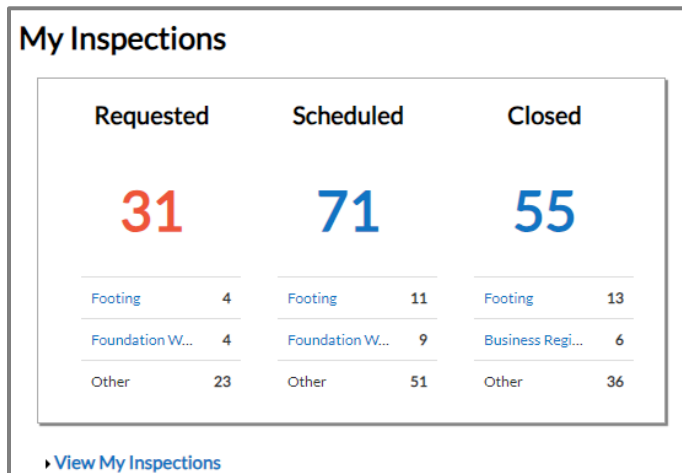 My Inspections
Requested Scheduled Closed
31 71 55
Footing 4 Footing 11 Footing 13
Foundation W... 4 Foundation W... 9 Business Regi... 6
Other 23 Other 51 Other 36
View My Inspections